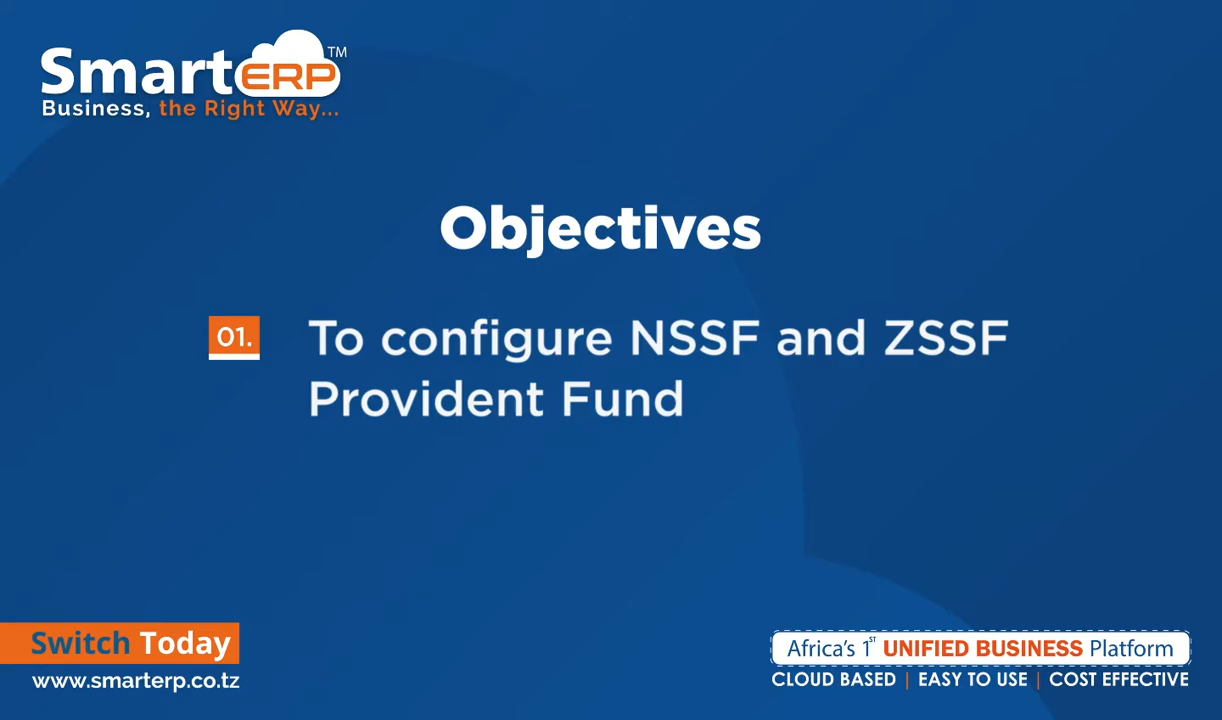 SmartERP™
Business, the Right Way...
Objectives
01. To configure NSSF and ZSSF
Provident Fund
Switch Today
www.smarterp.co.tz
Africa's 1ST UNIFIED BUSINESS Platform
CLOUD BASED | EASY TO USE | COST EFFECTIVE